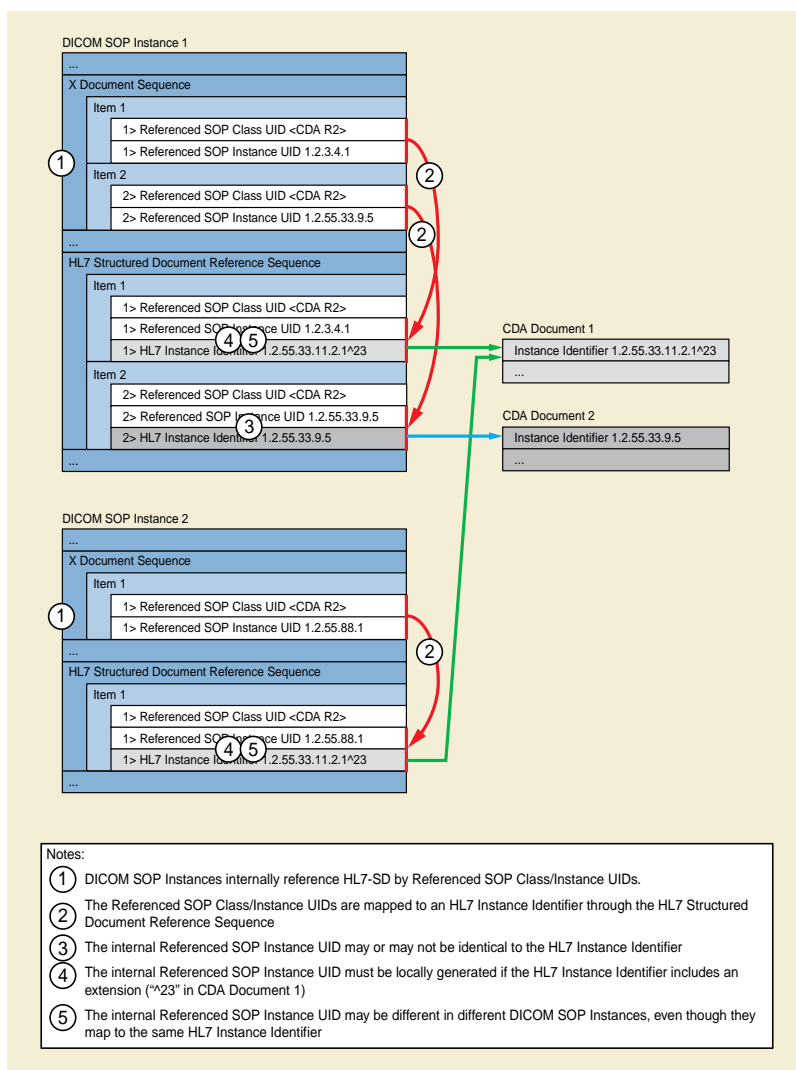 DICOM SOP Instance 1
...
X Document Sequence
Item 1
1> Referenced SOP Class UID <CDA R2>
1> Referenced SOP Instance UID 1.2.3.4.1
1
Item 2
2
2> Referenced SOP Class UID <CDA R2>
2> Referenced SOP Instance UID 1.2.55.33.9.5
2
...
HL7 Structured Document Reference Sequence
Item 1
1> Referenced SOP Class UID <CDA R2>
1> Referenced SOP Instance UID 1.2.3.4.1
4 5
1> HL7 Instance Identifier 1.2.55.33.11.2.1^23
Item 2
2> Referenced SOP Class UID <CDA R2>
2> Referenced SOP Instance UID 1.2.55.33.9.5
3
2> HL7 Instance Identifier 1.2.55.33.9.5
...
CDA Document 1
Instance Identifier 1.2.55.33.11.2.1^23
...
CDA Document 2
Instance Identifier 1.2.55.33.9.5
...
DICOM SOP Instance 2
...
X Document Sequence
Item 1
1> Referenced SOP Class UID <CDA R2>
1
1> Referenced SOP Instance UID 1.2.55.88.1
...
2
HL7 Structured Document Reference Sequence
Item 1
1> Referenced SOP Class UID <CDA R2>
1> Referenced SOP Instance UID 1.2.55.88.1
4 5
1> HL7 Instance Identifier 1.2.55.33.11.2.1^23
...
Notes:
1 DICOM SOP Instances internally reference HL7-SD by Referenced SOP Class/Instance UIDs.
2 The Referenced SOP Class/Instance UIDs are mapped to an HL7 Instance Identifier through the HL7 Structured
Document Reference Sequence
3 The internal Referenced SOP Instance UID may or may not be identical to the HL7 Instance Identifier
4 The internal Referenced SOP Instance UID must be locally generated if the HL7 Instance Identifier includes an
extension (“^23” in CDA Document 1)
5 The internal Referenced SOP Instance UID may be different in different DICOM SOP Instances, even though they
map to the same HL7 Instance Identifier